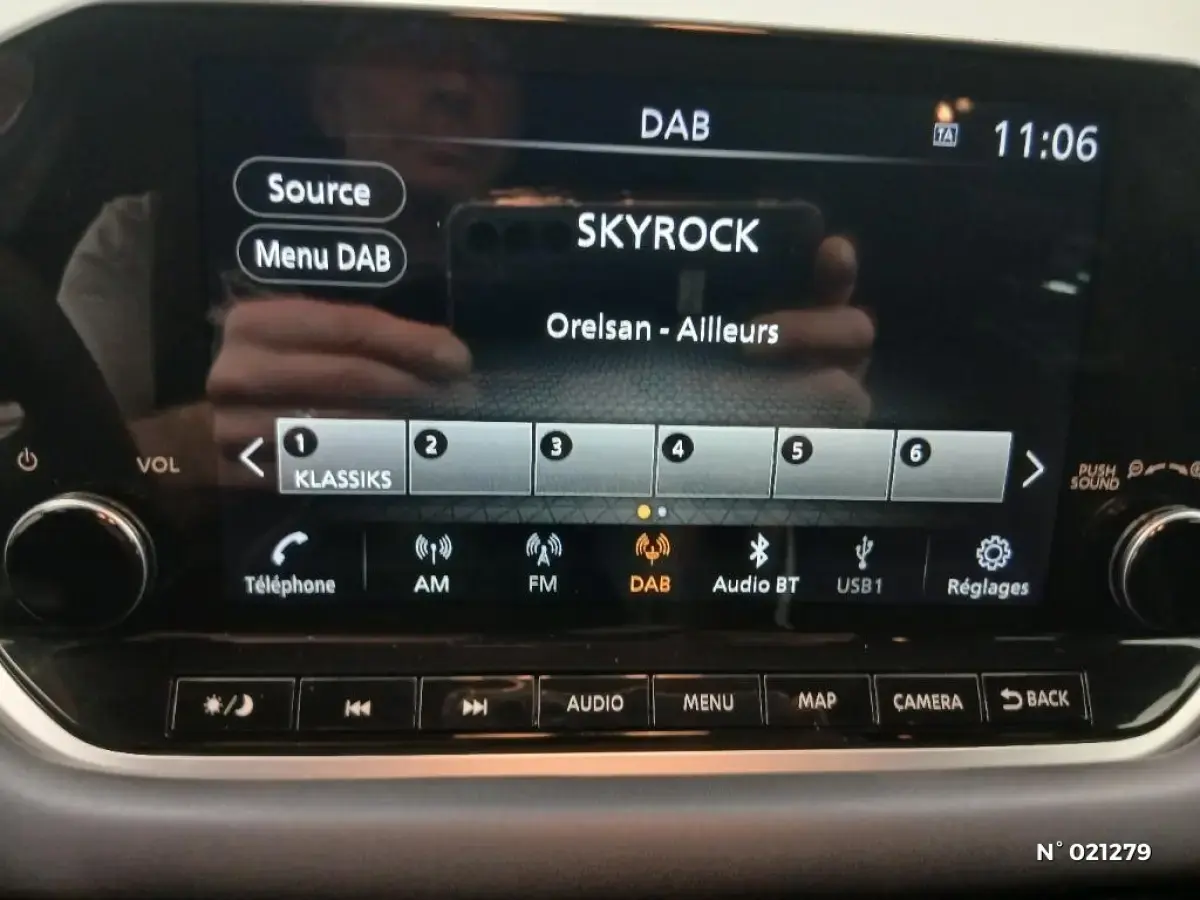 DAB
TA 11:06
Source
SKYROCK
Menu DAB
Orelsan - Ailleurs
1 2 3 4 5 6
KLASSIKS
VOL
PUSH
SOUND
Téléphone AM FM DAB Audio BT USB1 Réglages
AUDIO MENU MAP CAMERA BACK
N° 021279